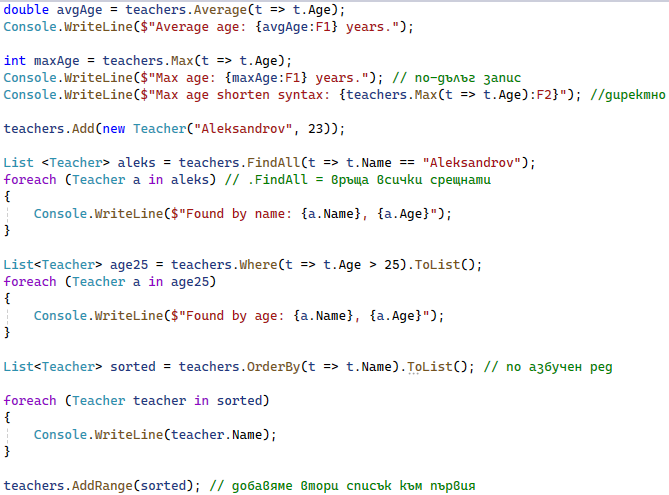 double avgAge = teachers.Average(t => t.Age);
Console.WriteLine($"Average age: {avgAge:F1} years.");
int maxAge = teachers.Max(t => t.Age);
Console.WriteLine($"Max age: {maxAge:F1} years."); // по-дълъг запис
Console.WriteLine($"Max age shorten syntax: {teachers.Max(t => t.Age):F2}"); //директно
teachers.Add(new Teacher("Aleksandrov", 23));
List <Teacher> aleks = teachers.FindAll(t => t.Name == "Aleksandrov");
foreach (Teacher a in aleks) // .FindAll = връща всички срещнати
{
    Console.WriteLine($"Found by name: {a.Name}, {a.Age}");
}
List<Teacher> age25 = teachers.Where(t => t.Age > 25).ToList();
foreach (Teacher a in age25)
{
    Console.WriteLine($"Found by age: {a.Name}, {a.Age}");
}
List<Teacher> sorted = teachers.OrderBy(t => t.Name).ToList(); // по азбучен ред
foreach (Teacher teacher in sorted)
{
    Console.WriteLine(teacher.Name);
}
teachers.AddRange(sorted); // добавяме втори списък към първия